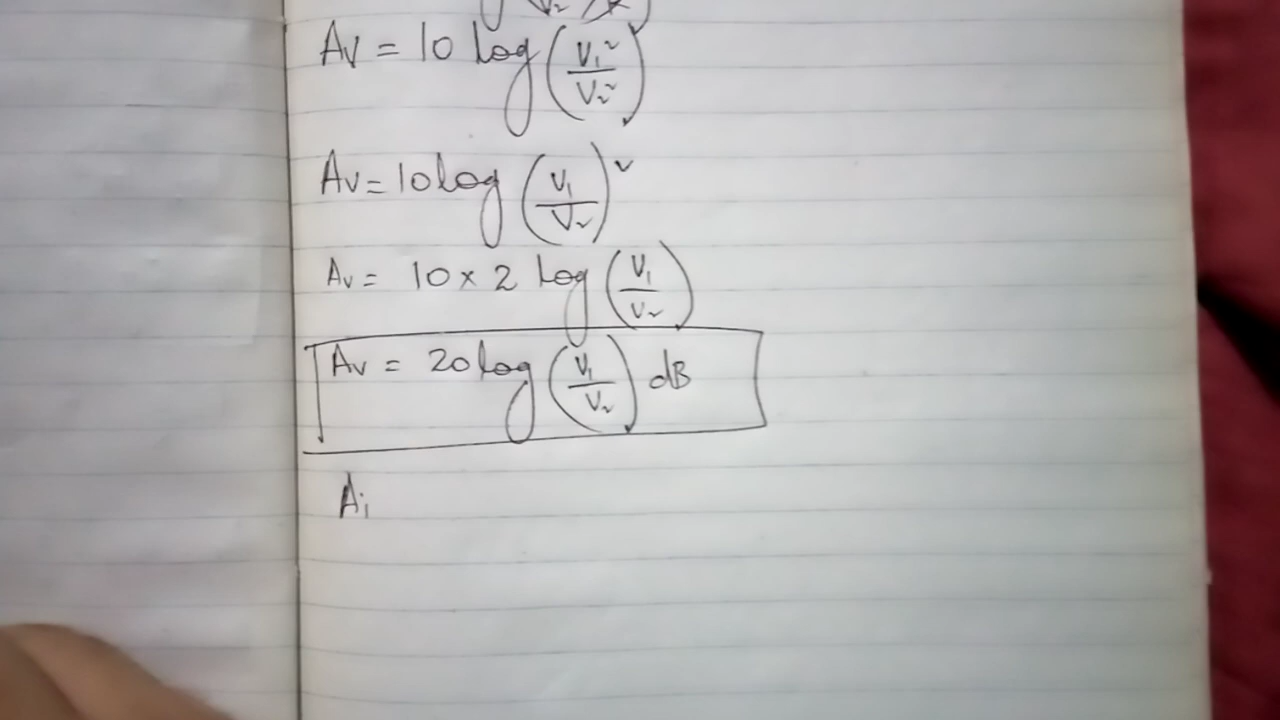 Av = 10 log (V₁²/V₂²)
Av = 10 log (V₁/V₂)²
Av = 10 × 2 log (V₁/V₂)
Av = 20 log (V₁/V₂) dB
Ai